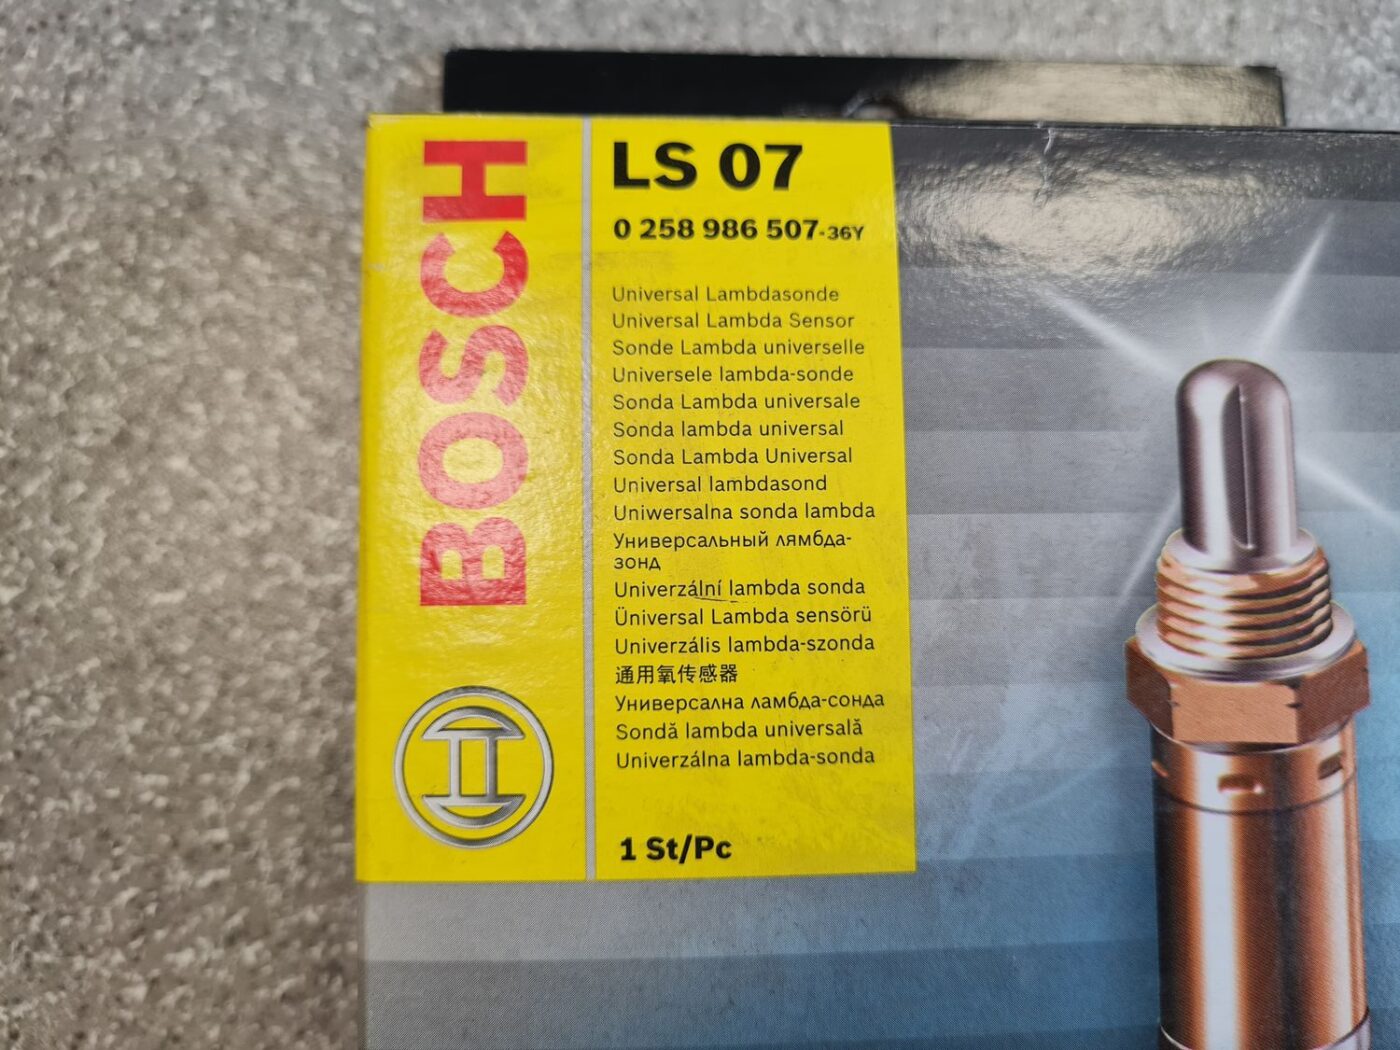 BOSCH
LS 07
0 258 986 507-36Y
Universal Lambdasonde
Universal Lambda Sensor
Sonde Lambda universelle
Universele lambda-sonde
Sonda Lambda universale
Sonda lambda universal
Sonda Lambda Universal
Universal lambdasond
Uniwersalna sonda lambda
Универсальный лямбда-
зонд
Univerzální lambda sonda
Üniversal Lambda sensörü
Univerzális lambda-szonda
通用氧传感器
Универсална ламбда-сонда
Sondă lambda universală
Univerzálna lambda-sonda
1 St/Pc